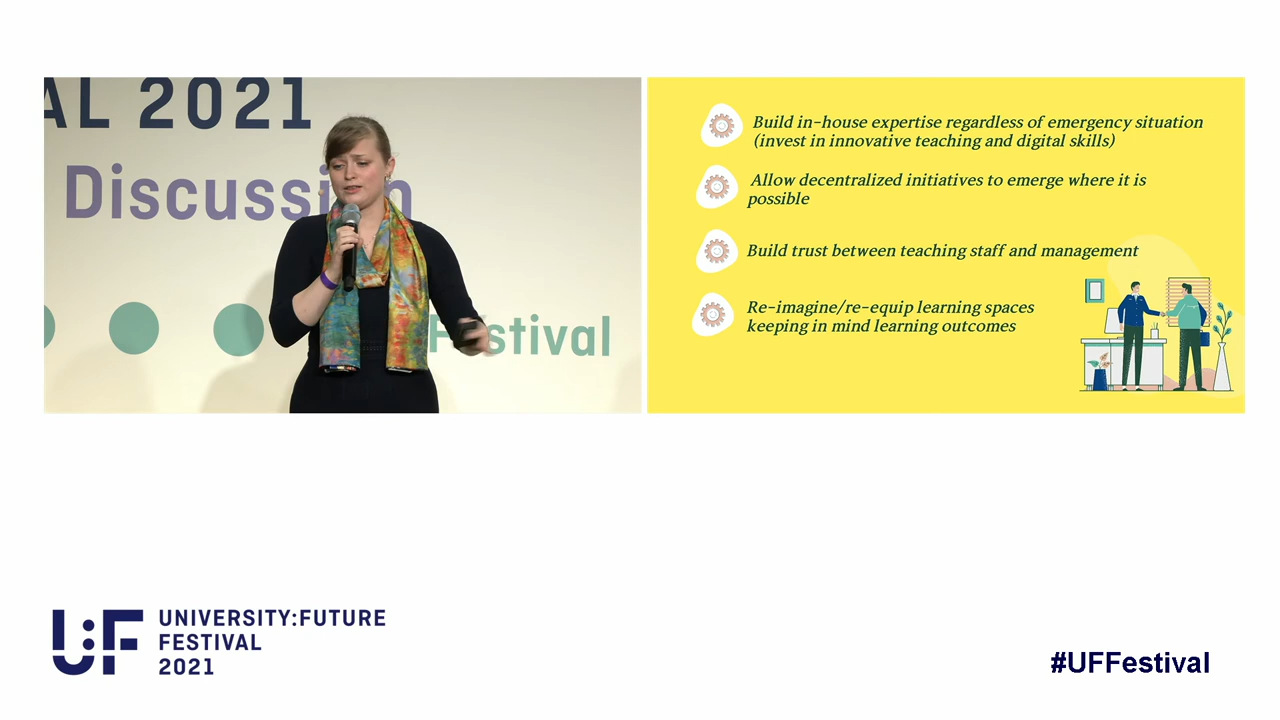 AL 2021
Discussion
Festival
Build in-house expertise regardless of emergency situation
(invest in innovative teaching and digital skills)
Allow decentralized initiatives to emerge where it is
possible
Build trust between teaching staff and management
Re-imagine/re-equip learning spaces
keeping in mind learning outcomes
U:F
UNIVERSITY:FUTURE
FESTIVAL
2021
#UFFestival